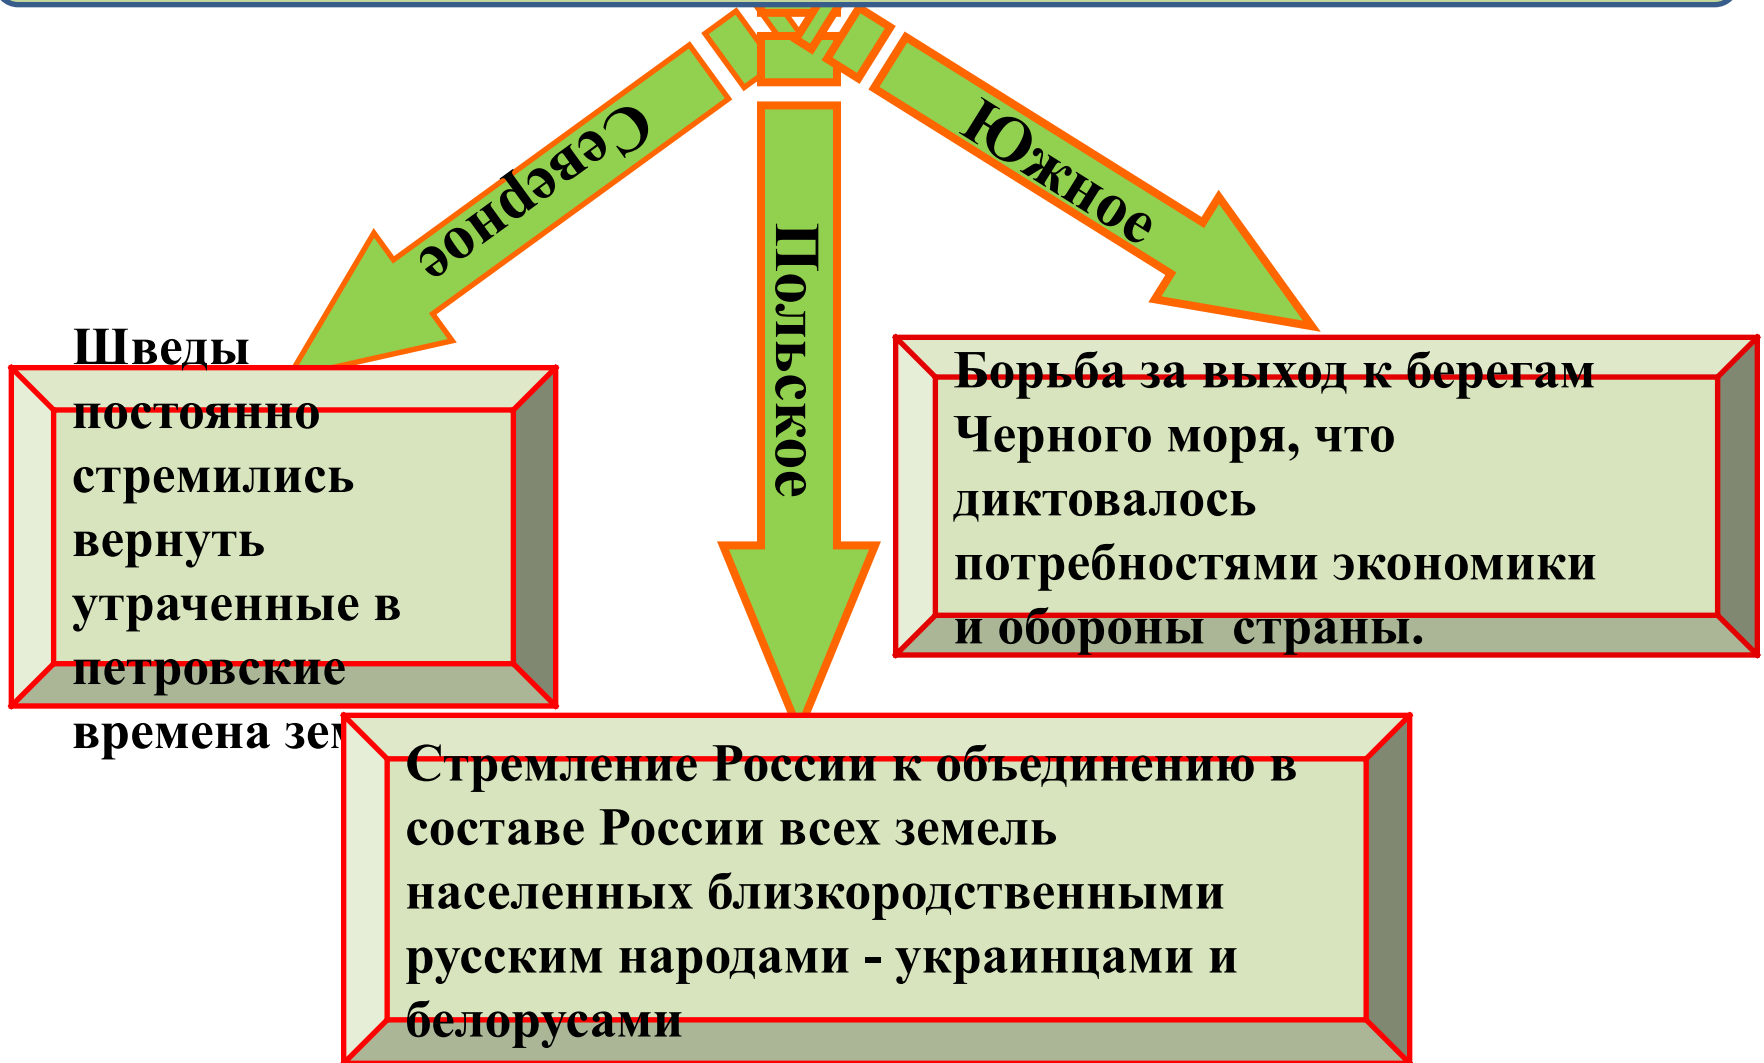 Северное
Польское
Южное
Шведы
постоянно
стремились
вернуть
утраченные в
петровские
времена
Борьба за выход к берегам
Черного моря, что
диктовалось
потребностями экономики
и обороны страны.
Стремление России к объединению в
составе России всех земель
населенных близкородственными
русским народами - украинцами и
белорусами